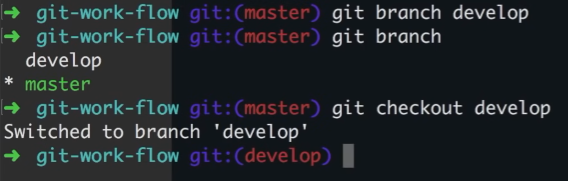 ➜ git-work-flow git:(master) git branch develop
➜ git-work-flow git:(master) git branch
  develop
* master
➜ git-work-flow git:(master) git checkout develop
Switched to branch 'develop'
➜ git-work-flow git:(develop)